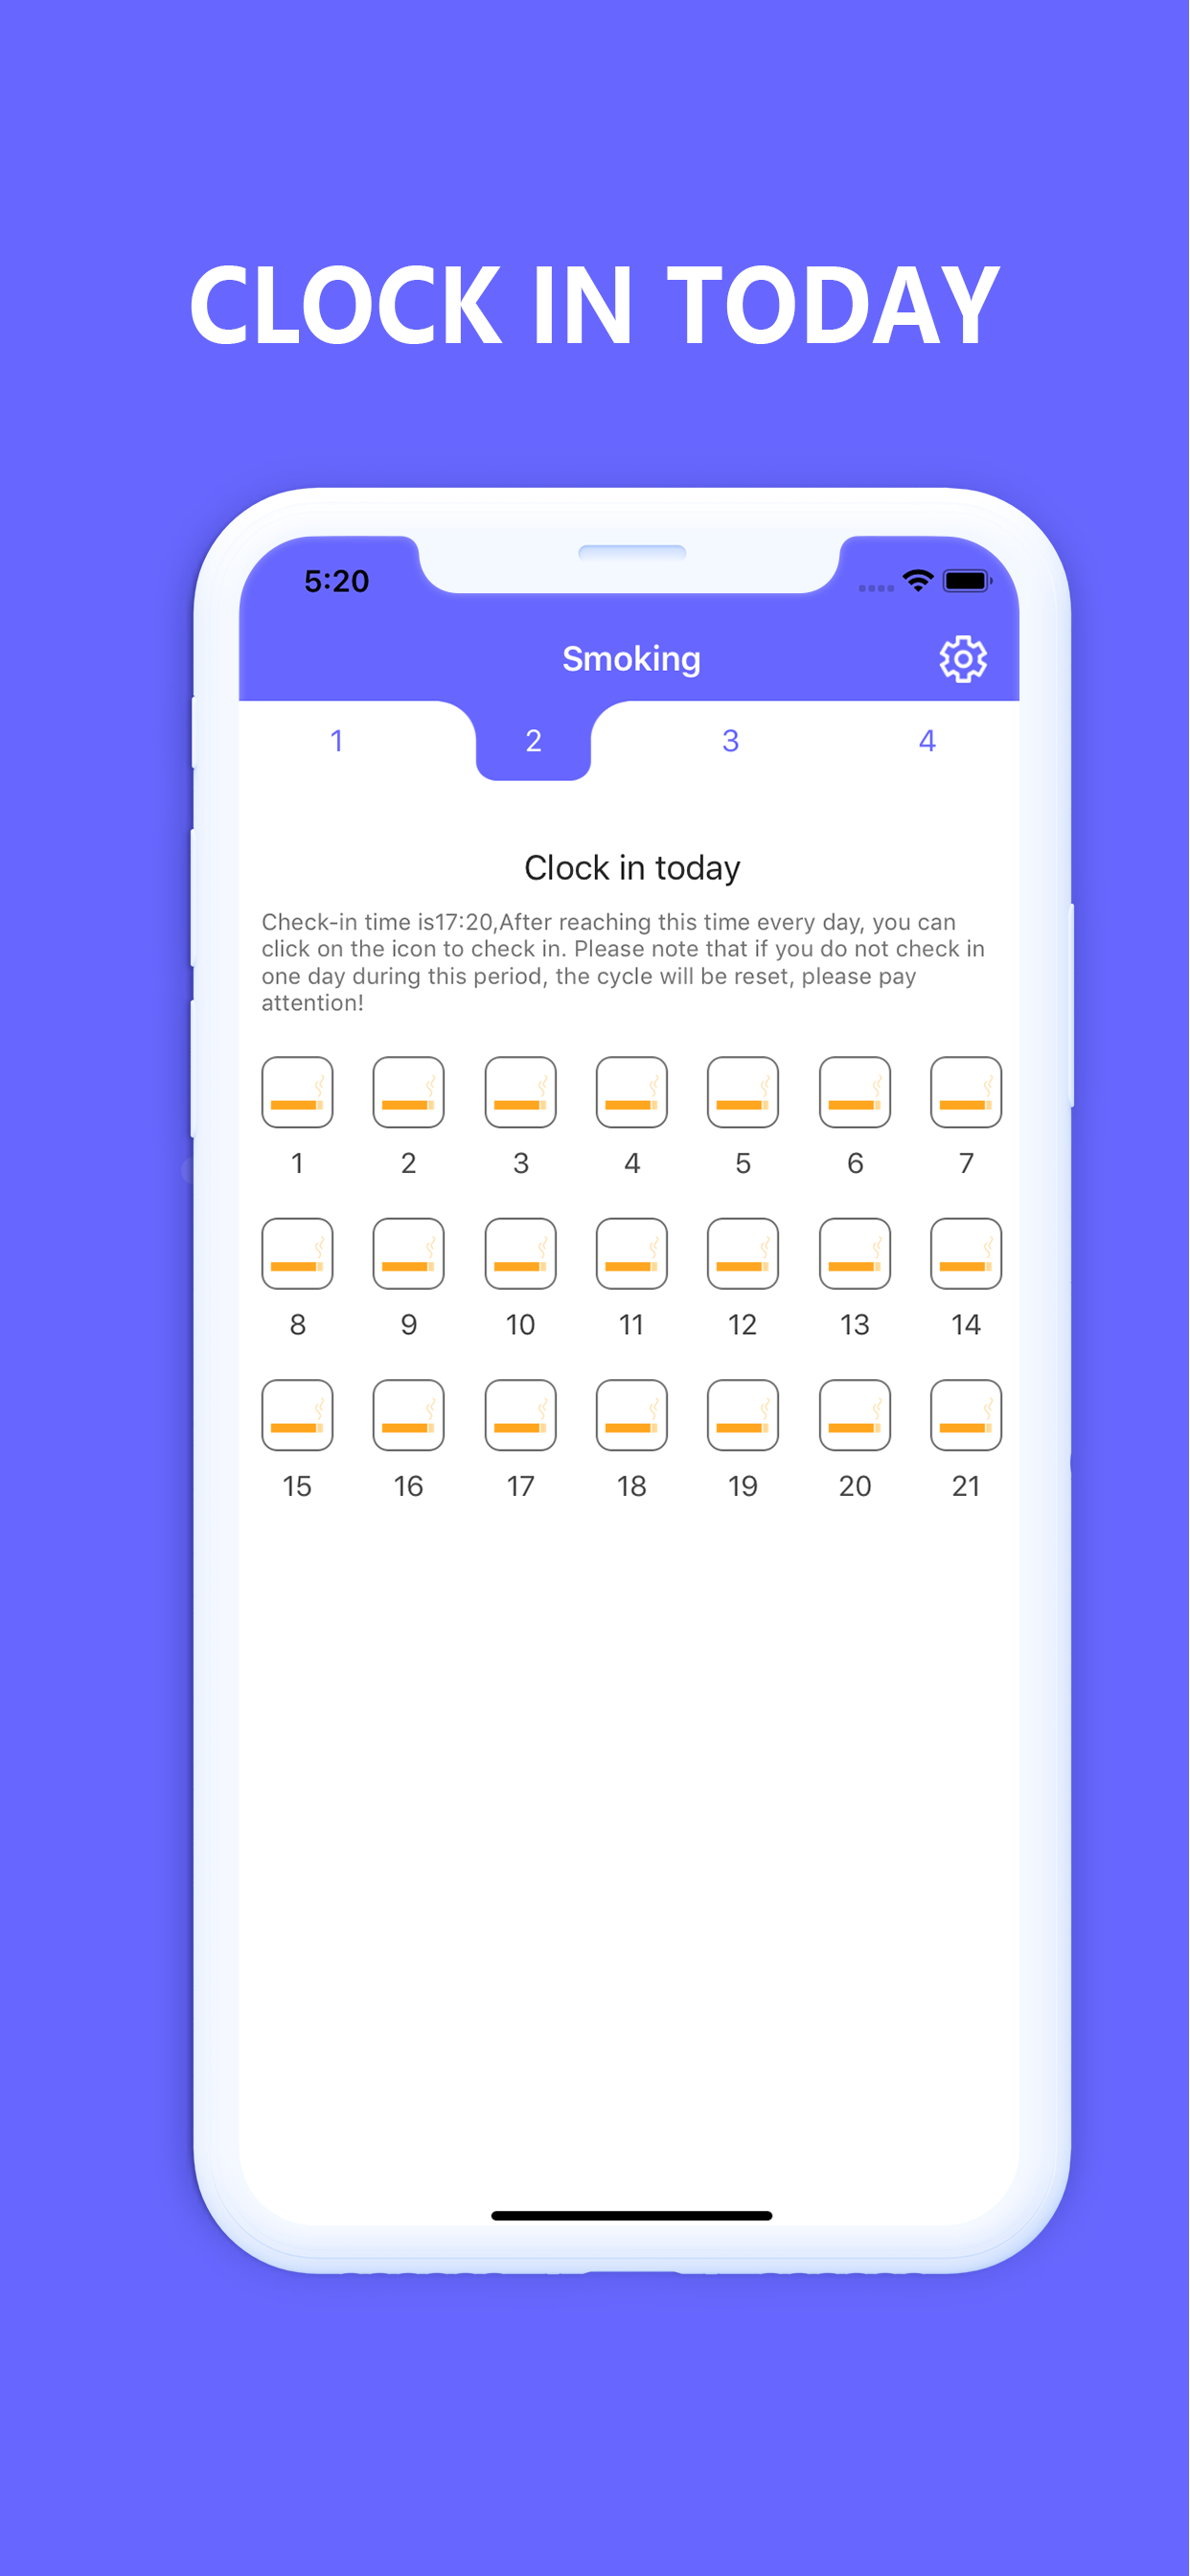 CLOCK IN TODAY
5:20
Smoking
1 2 3 4
Clock in today
Check-in time is17:20,After reaching this time every day, you can
click on the icon to check in. Please note that if you do not check in
one day during this period, the cycle will be reset, please pay
attention!
1 2 3 4 5 6 7
8 9 10 11 12 13 14
15 16 17 18 19 20 21